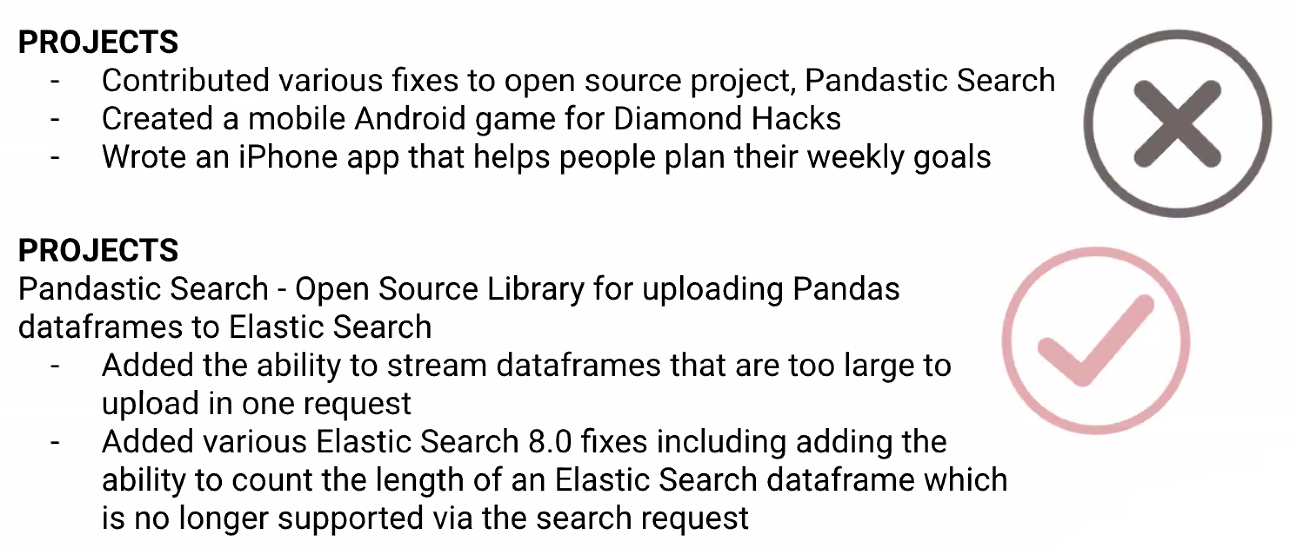 PROJECTS
- Contributed various fixes to open source project, Pandastic Search
- Created a mobile Android game for Diamond Hacks
- Wrote an iPhone app that helps people plan their weekly goals
PROJECTS
Pandastic Search - Open Source Library for uploading Pandas
dataframes to Elastic Search
- Added the ability to stream dataframes that are too large to
upload in one request
- Added various Elastic Search 8.0 fixes including adding the
ability to count the length of an Elastic Search dataframe which
is no longer supported via the search request